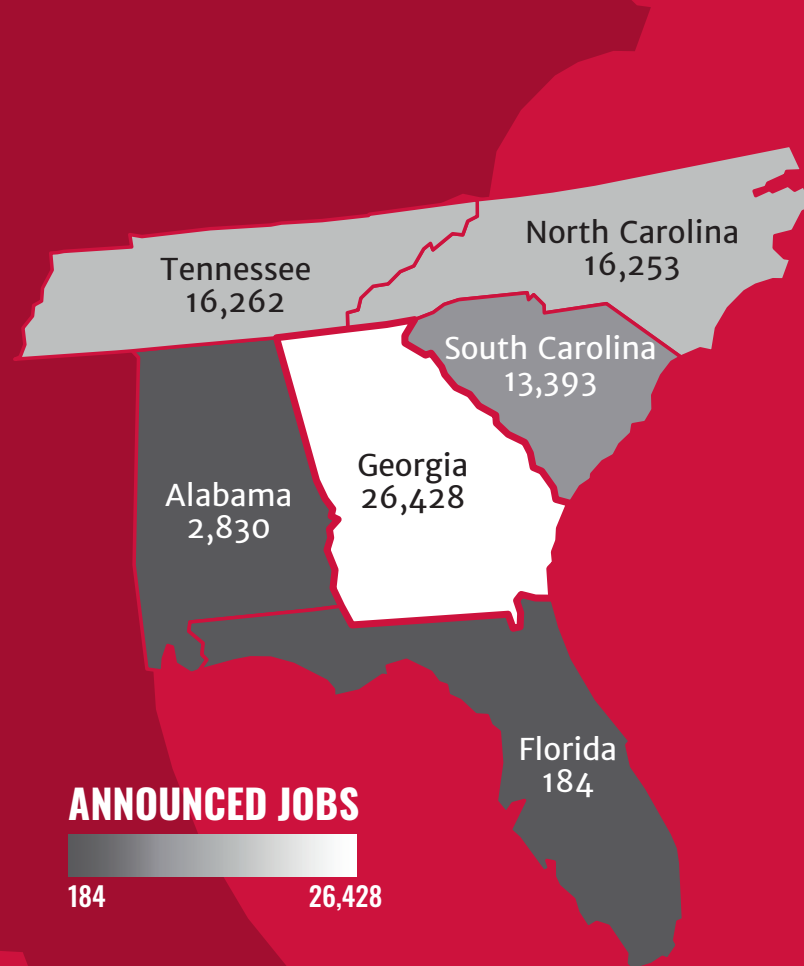 North Carolina
16,253
Tennessee
16,262
South Carolina
13,393
Georgia
26,428
Alabama
2,830
Florida
184
ANNOUNCED JOBS
184
26,428